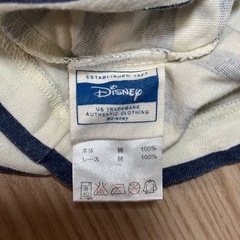 ESTABLISHED 1923
Disney
US TRADEMARK
AUTHENTIC CLOTHING
本体 綿 100%
レース 綿 100%